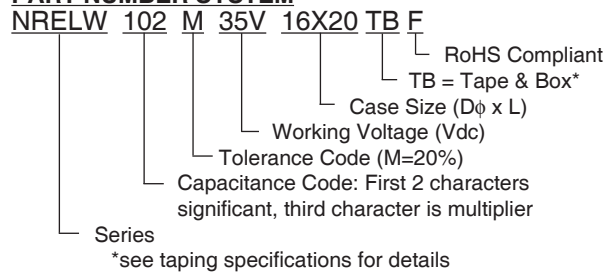 PART NUMBER SYSTEM
NRELW 102 M 35V 16X20 TB F
RoHS Compliant
TB = Tape & Box*
Case Size (Dϕ x L)
Working Voltage (Vdc)
Tolerance Code (M=20%)
Capacitance Code: First 2 characters
significant, third character is multiplier
Series
*see taping specifications for details